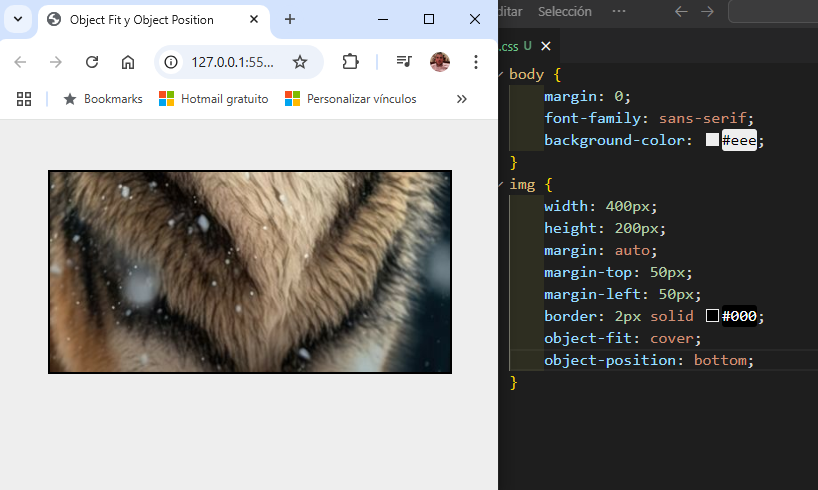 Object Fit y Object Position
127.0.0.1:55...
Bookmarks
Hotmail gratuito
Personalizar vínculos
ditar
Selección
...
.css U
body {
margin: 0;
font-family: sans-serif;
background-color: #eee;
}
img {
width: 400px;
height: 200px;
margin: auto;
margin-top: 50px;
margin-left: 50px;
border: 2px solid #000;
object-fit: cover;
object-position: bottom;
}